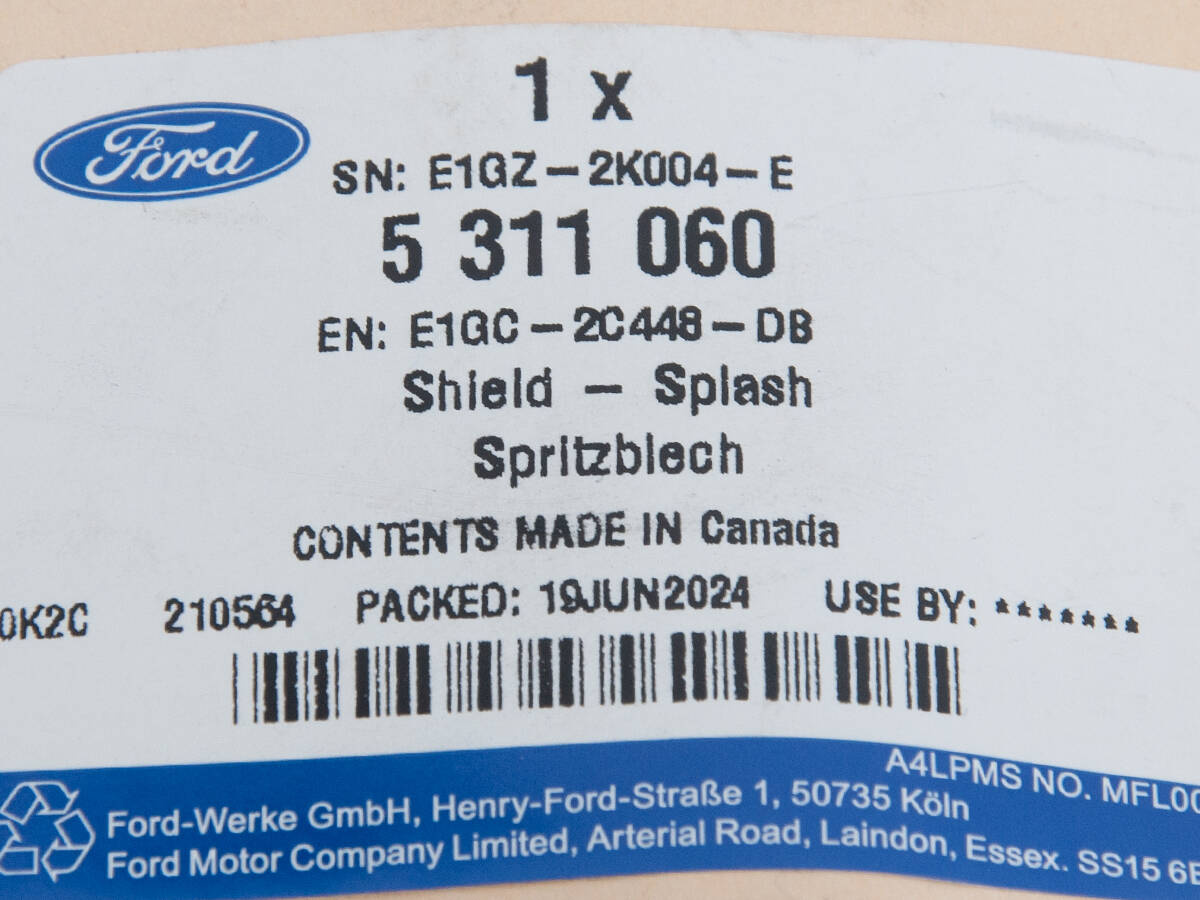 1 x
Ford
SN: E1GZ-2K004-E
5 311 060
EN: E1GC-2C448-DB
Shield - Splash
Spritzblech
CONTENTS MADE IN Canada
0K2C 210564 PACKED: 19JUN2024 USE BY: *******
A4LPMS NO. MFL00
Ford-Werke GmbH, Henry-Ford-Straße 1, 50735 Köln
Ford Motor Company Limited, Arterial Road, Laindon, Essex. SS15 6E